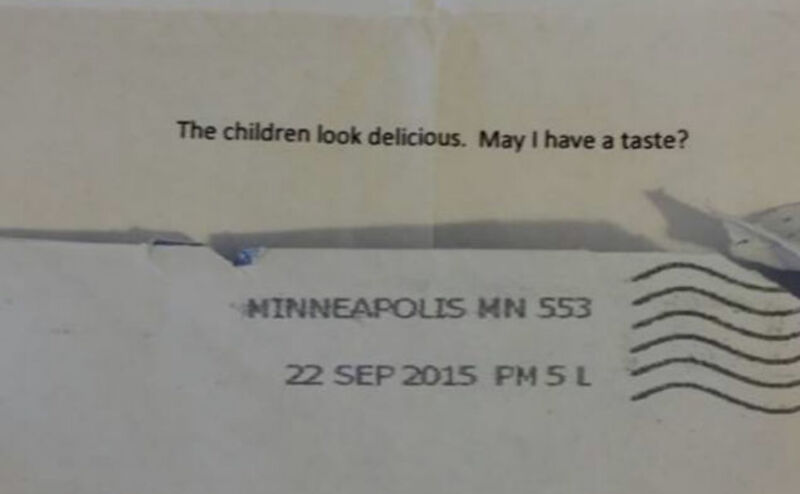 The children look delicious. May I have a taste?
MINNEAPOLIS MN 553
22 SEP 2015 PM 5 L